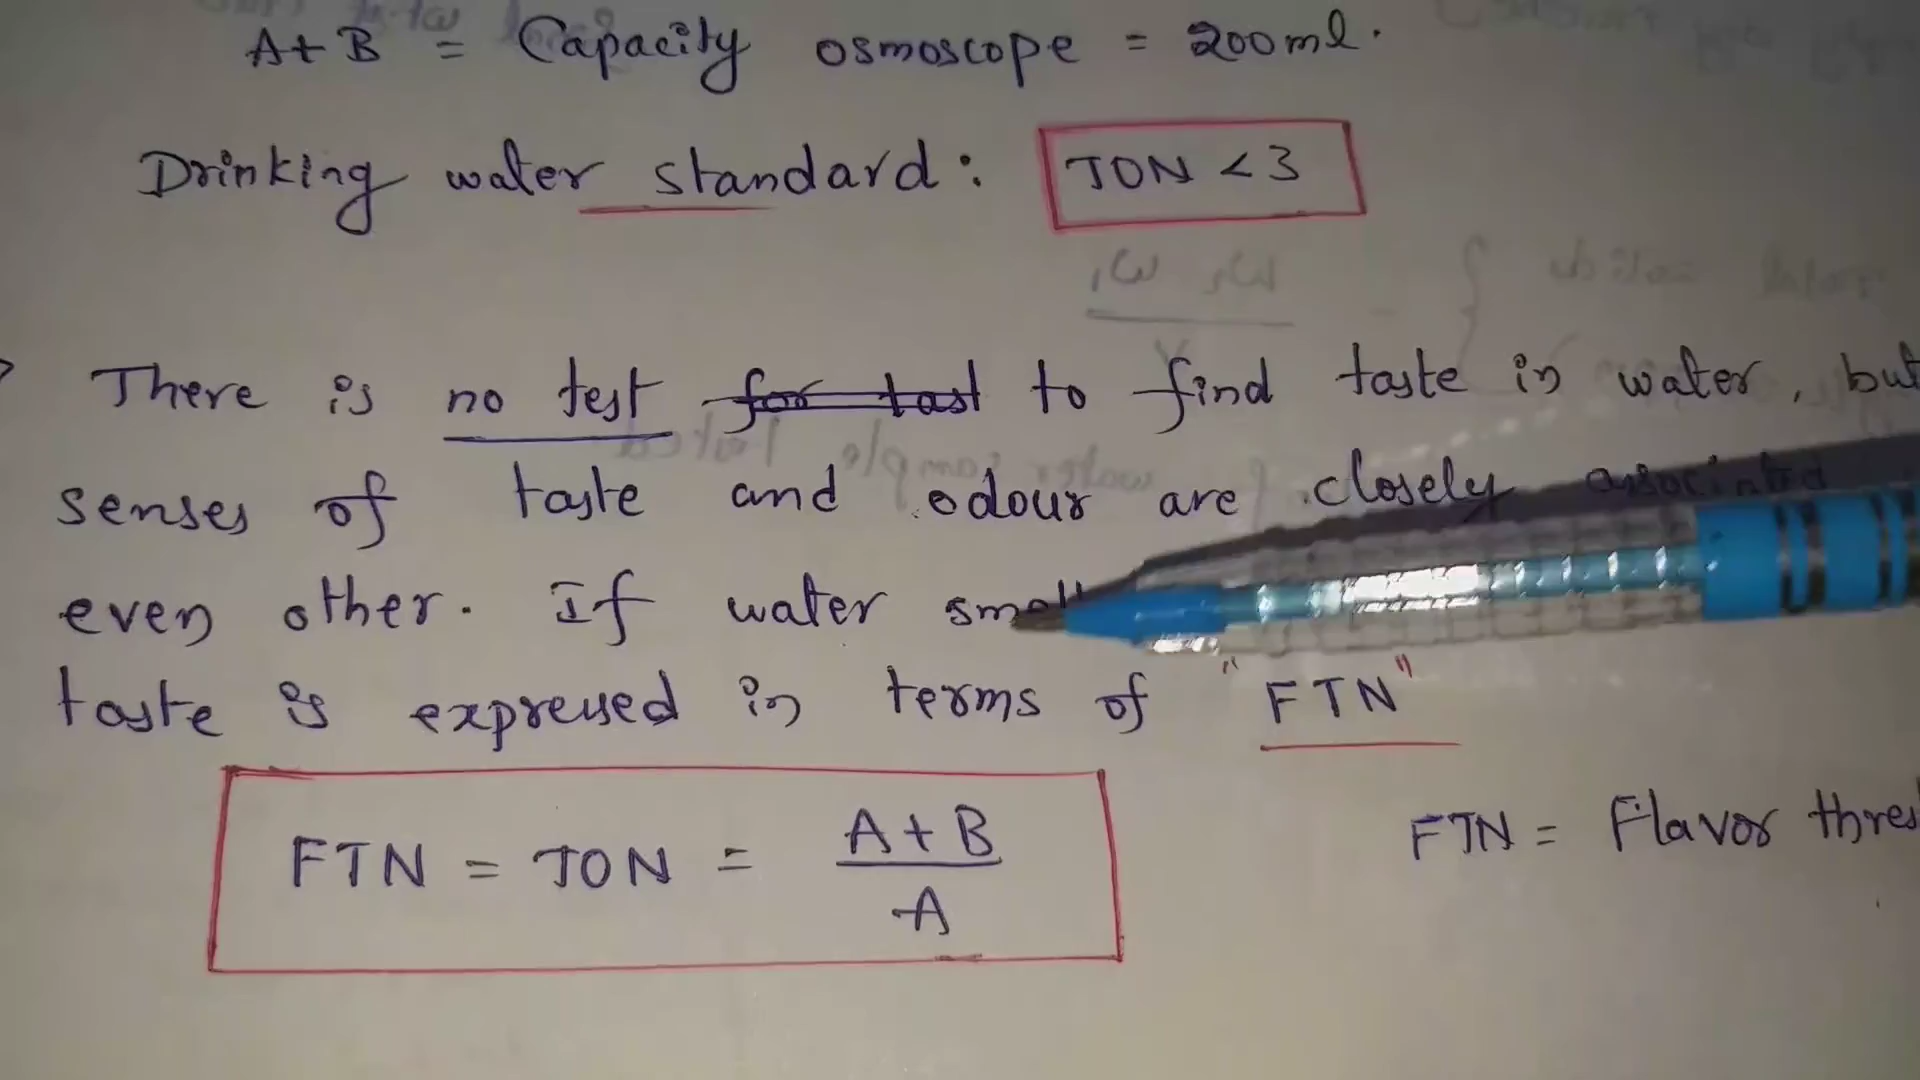 A+B = Capacity osmoscope = 200ml.
Drinking water standard: TON <3
There is no test for tast to find taste in water, but
senses of taste and odour are closely associated
even other. If water
taste is expressed in terms of "FTN"
FTN = TON = A+B / A
FTN = Flavor